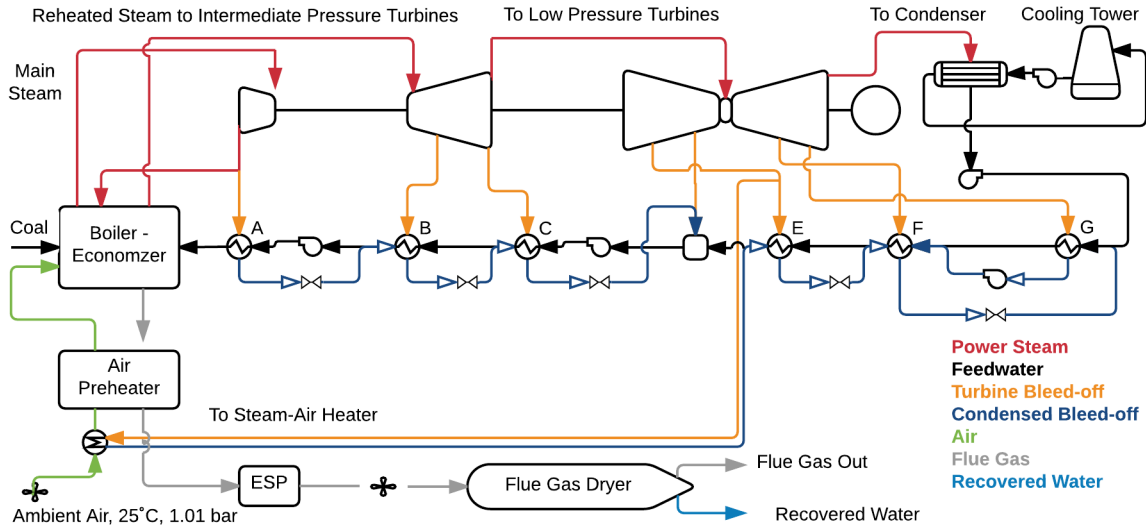 Reheated Steam to Intermediate Pressure Turbines
To Low Pressure Turbines
To Condenser
Cooling Tower
Main
Steam
Coal
Boiler -
Economzer
A
B
C
E
F
G
Air
Preheater
To Steam-Air Heater
ESP
Flue Gas Dryer
Flue Gas Out
Recovered Water
Ambient Air, 25˚C, 1.01 bar
Power Steam
Feedwater
Turbine Bleed-off
Condensed Bleed-off
Air
Flue Gas
Recovered Water